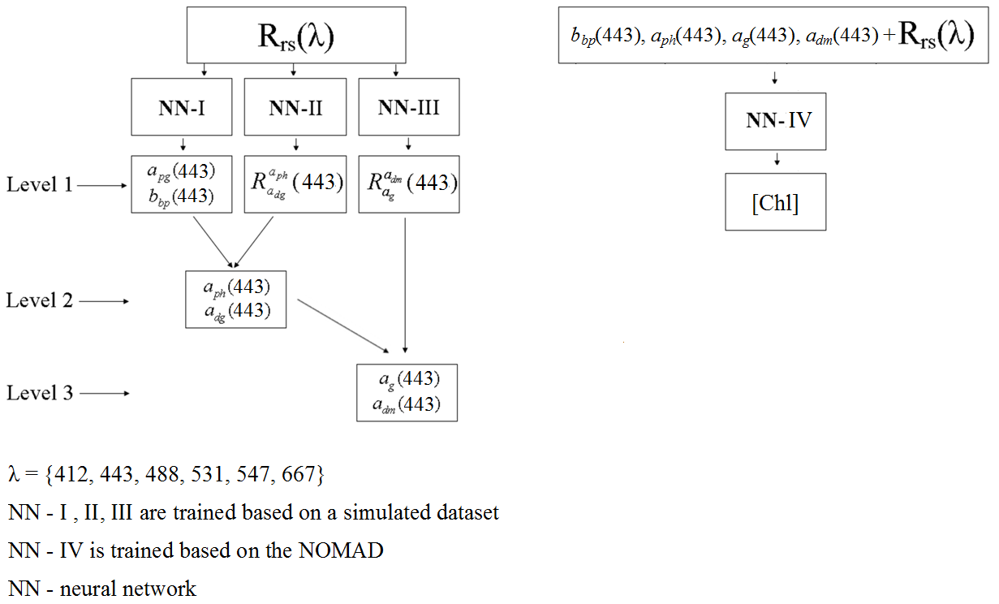 Rrs(λ)
NN-I
NN-II
NN-III
Level 1
apg(443)
bbp(443)
R aph adg (443)
R adm ag (443)
Level 2
aph(443)
adg(443)
Level 3
ag(443)
adm(443)
bbp(443), aph(443), ag(443), adm(443) + Rrs(λ)
NN- IV
[Chl]
λ = {412, 443, 488, 531, 547, 667}
NN - I , II, III are trained based on a simulated dataset
NN - IV is trained based on the NOMAD
NN - neural network